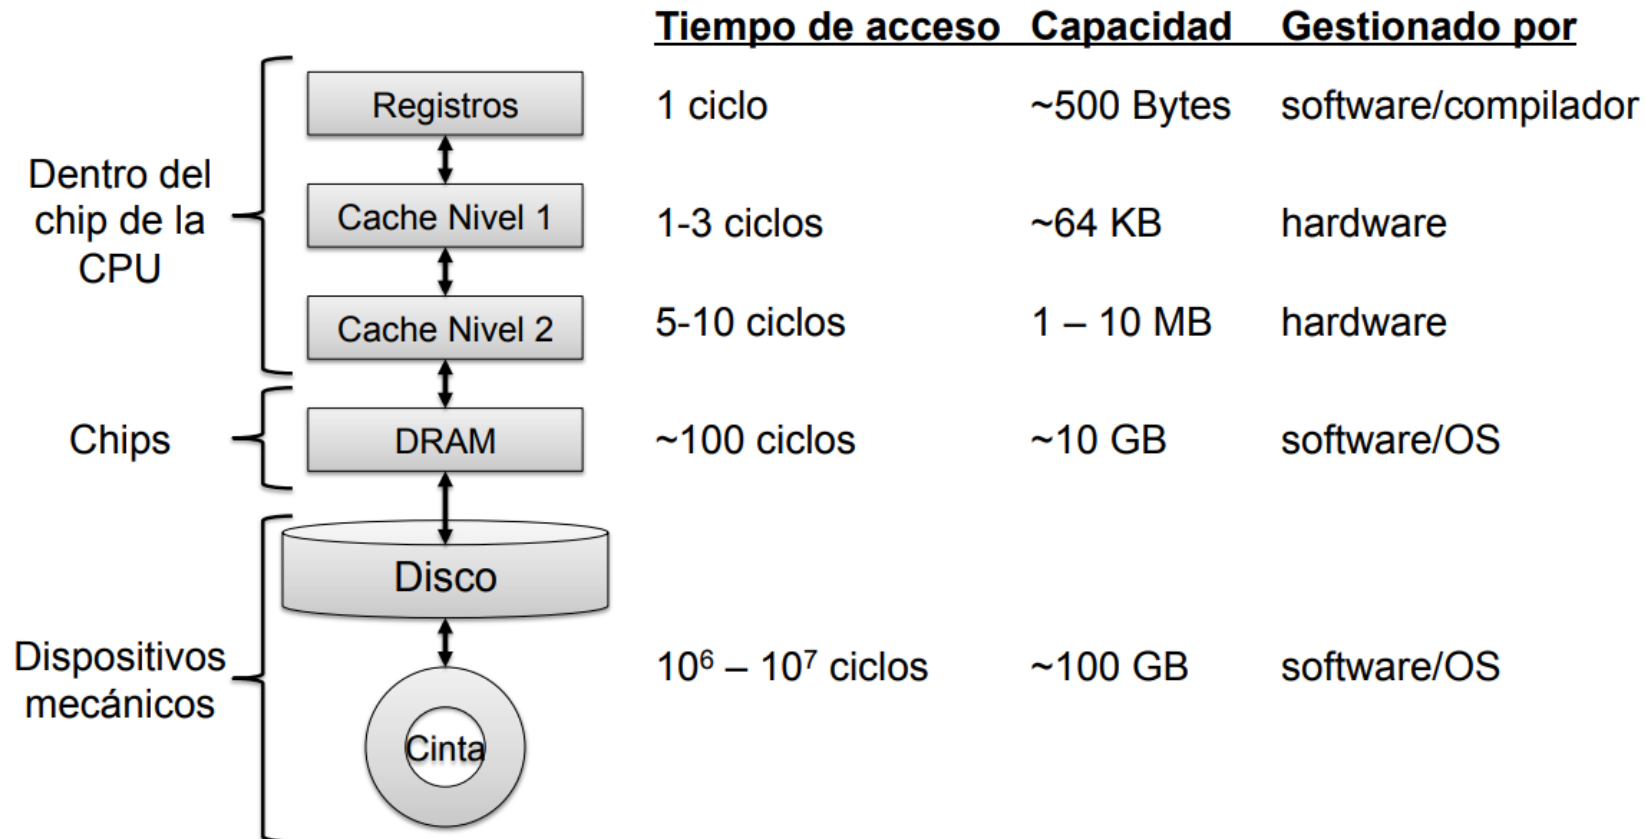 Tiempo de acceso Capacidad Gestionado por
Registros 1 ciclo ~500 Bytes software/compilador
Dentro del
chip de la
CPU
Cache Nivel 1 1-3 ciclos ~64 KB hardware
Cache Nivel 2 5-10 ciclos 1 – 10 MB hardware
Chips DRAM ~100 ciclos ~10 GB software/OS
Disco
Dispositivos
mecánicos
10⁶ – 10⁷ ciclos ~100 GB software/OS
Cinta